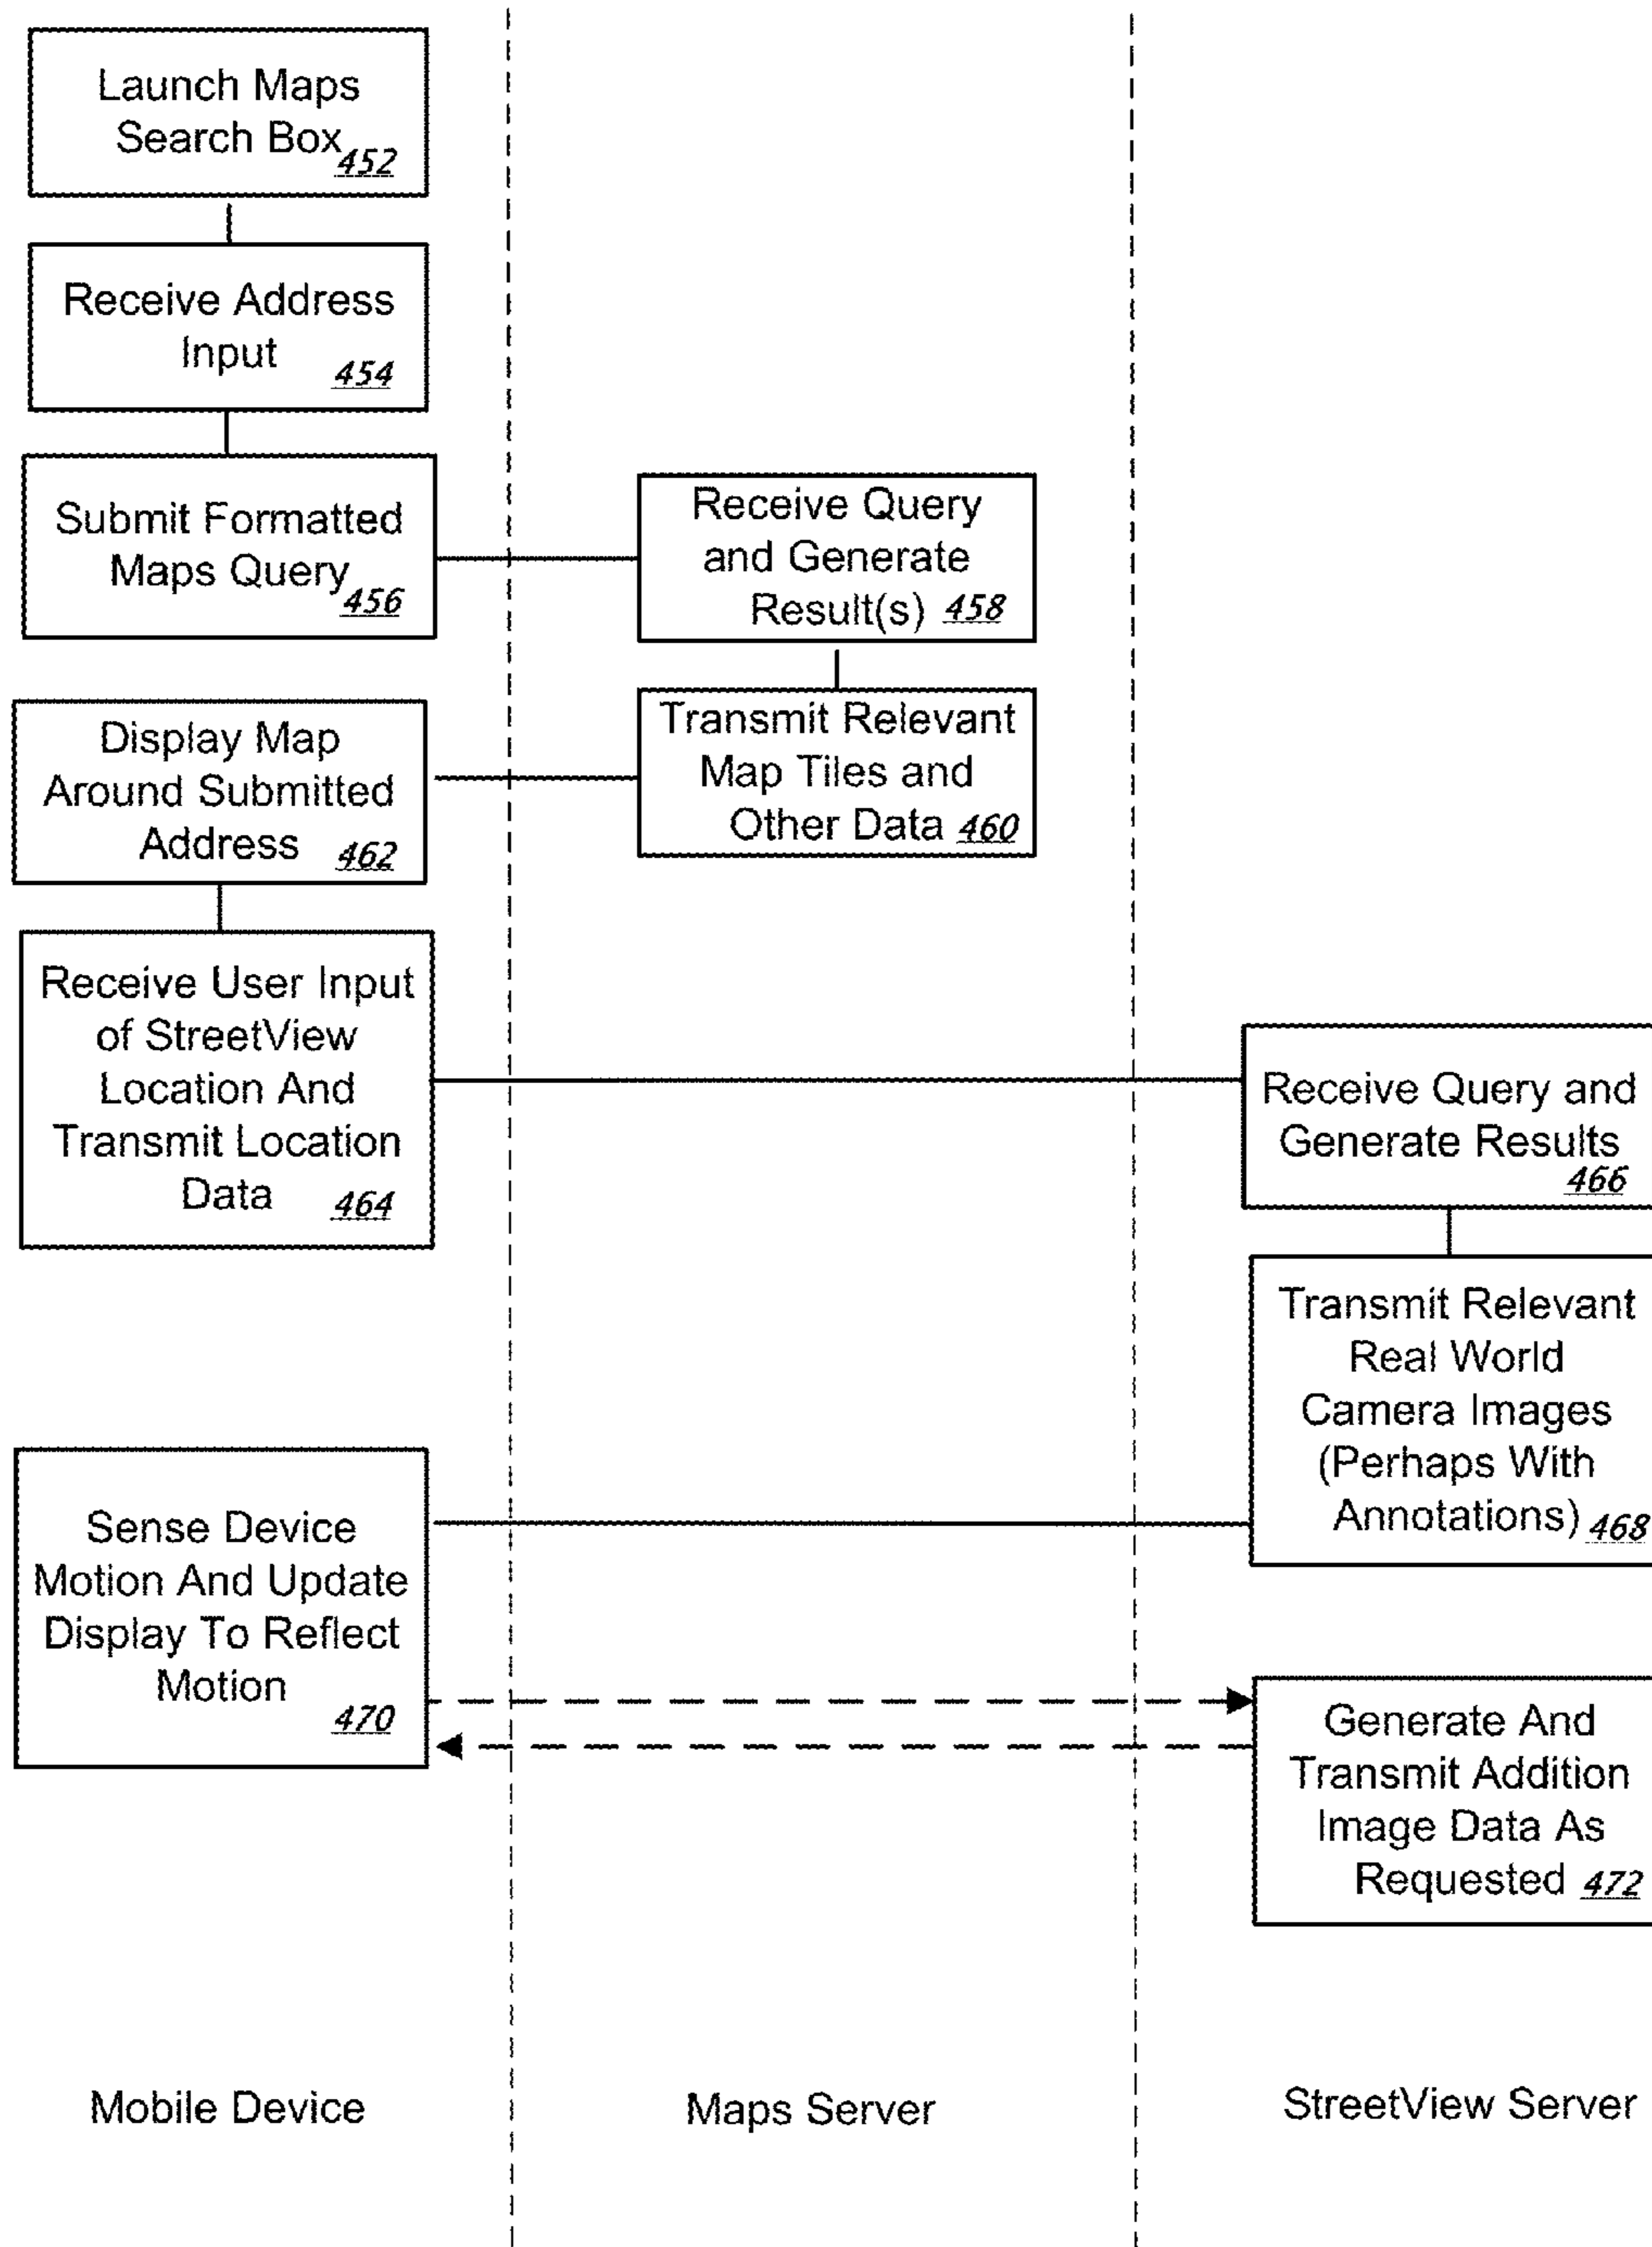 Launch Maps
Search Box 452
Receive Address
Input 454
Submit Formatted
Maps Query 456
Receive Query
and Generate
Result(s) 458
Transmit Relevant
Map Tiles and
Other Data 460
Display Map
Around Submitted
Address 462
Receive User Input
of StreetView
Location And
Transmit Location
Data 464
Receive Query and
Generate Results
466
Transmit Relevant
Real World
Camera Images
(Perhaps With
Annotations) 468
Sense Device
Motion And Update
Display To Reflect
Motion
470
Generate And
Transmit Addition
Image Data As
Requested 472
Mobile Device
Maps Server
StreetView Server